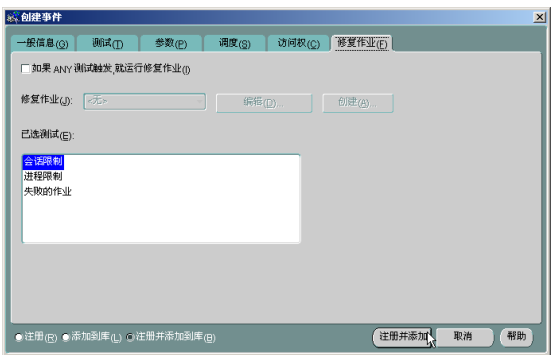 创建事件
一般信息(G) 测试(T) 参数(P) 调度(S) 访问权(C) 修复作业(F)
如果 ANY 测试触发,就运行修复作业(I)
修复作业(J): <无> 编辑(D)... 创建(A)...
已选测试(E):
会话限制
进程限制
失败的作业
注册(R) 添加到库(L) 注册并添加到库(B) 注册并添加 取消 帮助